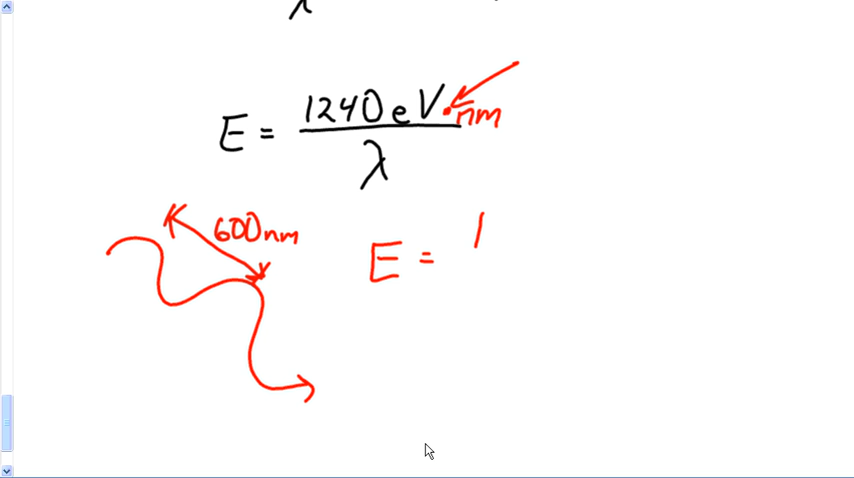 λ
E = 1240 eV·nm
λ
600nm
E = 1